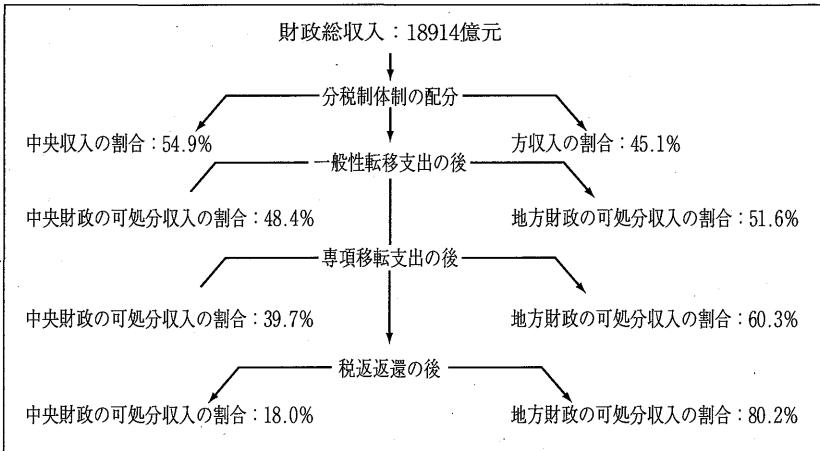 財政総収入：18914億元
分税制体制の配分
中央収入の割合：54.9%
方収入の割合：45.1%
一般性転移支出の後
中央財政の可処分収入の割合：48.4%
地方財政の可処分収入の割合：51.6%
専項移転支出の後
中央財政の可処分収入の割合：39.7%
地方財政の可処分収入の割合：60.3%
税返返還の後
中央財政の可処分収入の割合：18.0%
地方財政の可処分収入の割合：80.2%